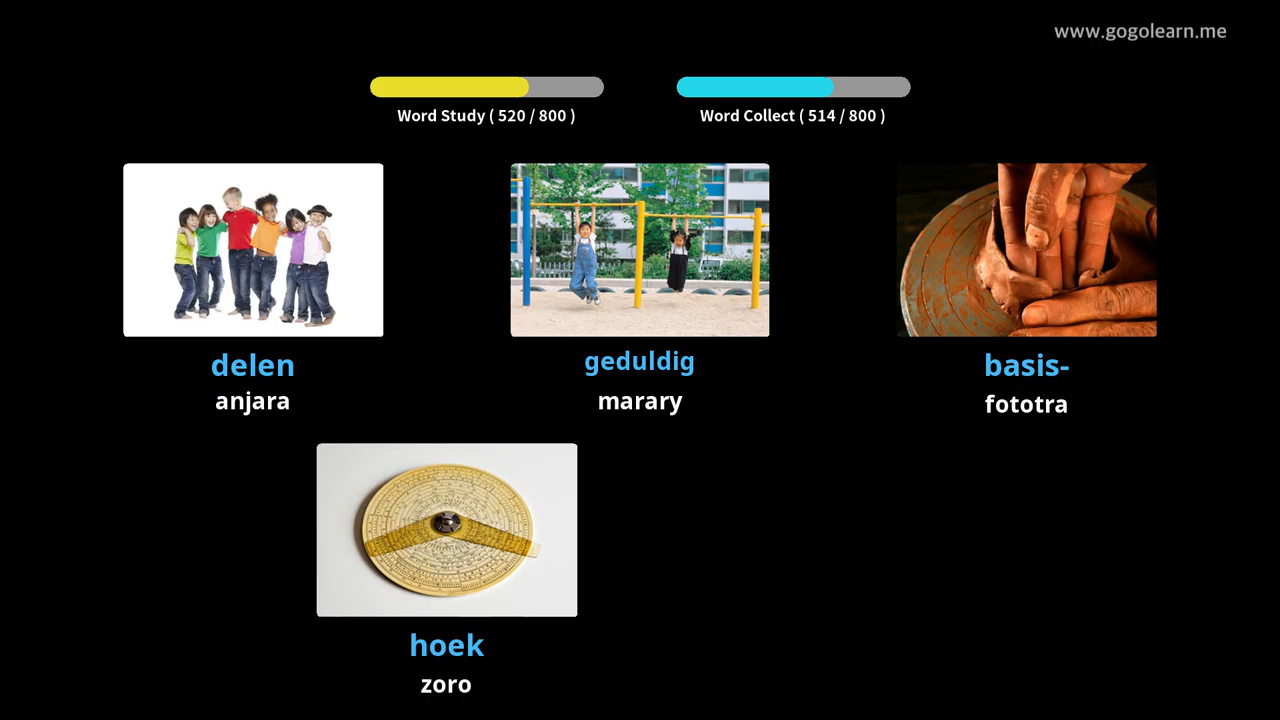 www.gogolearn.me
Word Study ( 520 / 800 )
Word Collect ( 514 / 800 )
delen
anjara
geduldig
marary
basis-
fototra
hoek
zoro